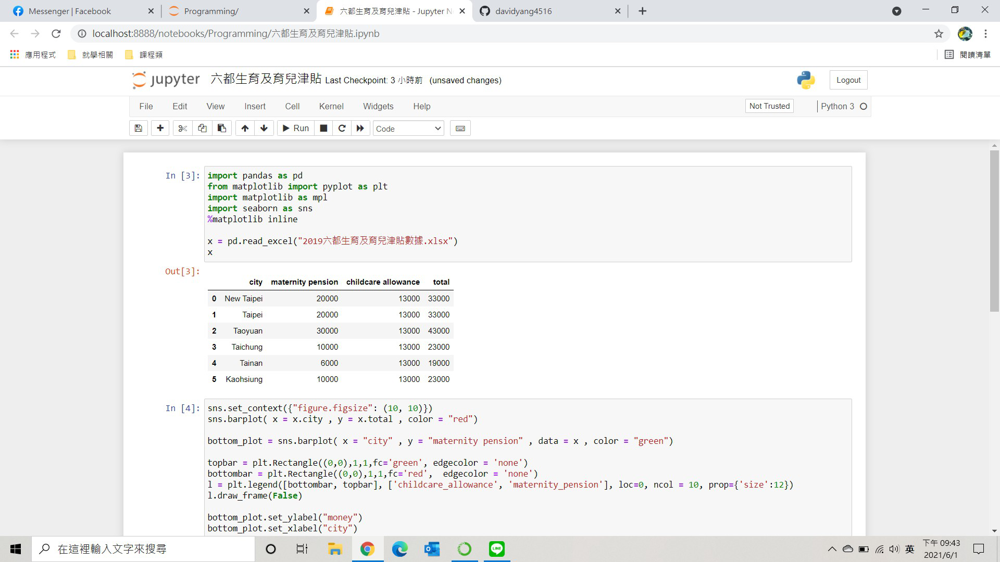 Messenger | Facebook
Programming/
六都生育及育兒津貼 - Jupyter N
davidyang4516
localhost:8888/notebooks/Programming/六都生育及育兒津貼.ipynb
應用程式
就學相關
課程類
閱讀清單
jupyter
六都生育及育兒津貼 Last Checkpoint: 3 小時前 (unsaved changes)
Logout
File Edit View Insert Cell Kernel Widgets Help
Not Trusted
Python 3
Run
Code
In [3]:
import pandas as pd
from matplotlib import pyplot as plt
import matplotlib as mpl
import seaborn as sns
%matplotlib inline
x = pd.read_excel("2019六都生育及育兒津貼數據.xlsx")
x
Out[3]:
city maternity pension childcare allowance total
0 New Taipei 20000 13000 33000
1 Taipei 20000 13000 33000
2 Taoyuan 30000 13000 43000
3 Taichung 10000 13000 23000
4 Tainan 6000 13000 19000
5 Kaohsiung 10000 13000 23000
In [4]:
sns.set_context({"figure.figsize": (10, 10)})
sns.barplot( x = x.city , y = x.total , color = "red")
bottom_plot = sns.barplot( x = "city" , y = "maternity pension" , data = x , color = "green")
topbar = plt.Rectangle((0,0),1,1,fc='green', edgecolor = 'none')
bottombar = plt.Rectangle((0,0),1,1,fc='red',  edgecolor = 'none')
l = plt.legend([bottombar, topbar], ['childcare_allowance', 'maternity_pension'], loc=0, ncol = 10, prop={'size':12})
l.draw_frame(False)
bottom_plot.set_ylabel("money")
bottom_plot.set_xlabel("city")
在這裡輸入文字來搜尋
LINE
英
下午 09:43
2021/6/1